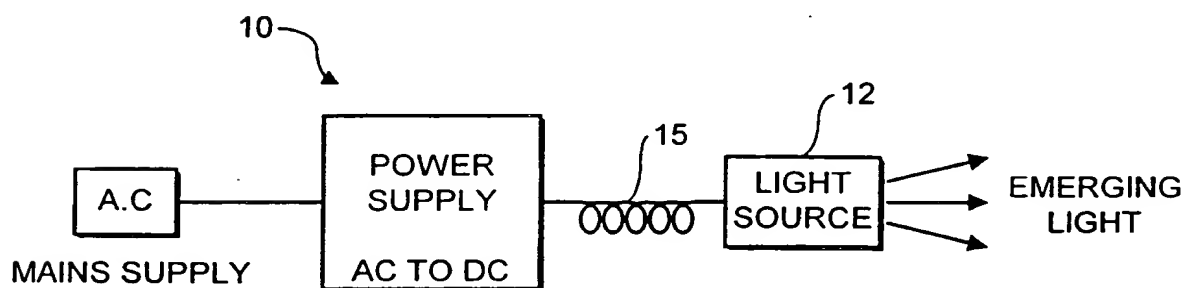 10
12
15
A.C
MAINS SUPPLY
POWER
SUPPLY
AC TO DC
LIGHT
SOURCE
EMERGING
LIGHT